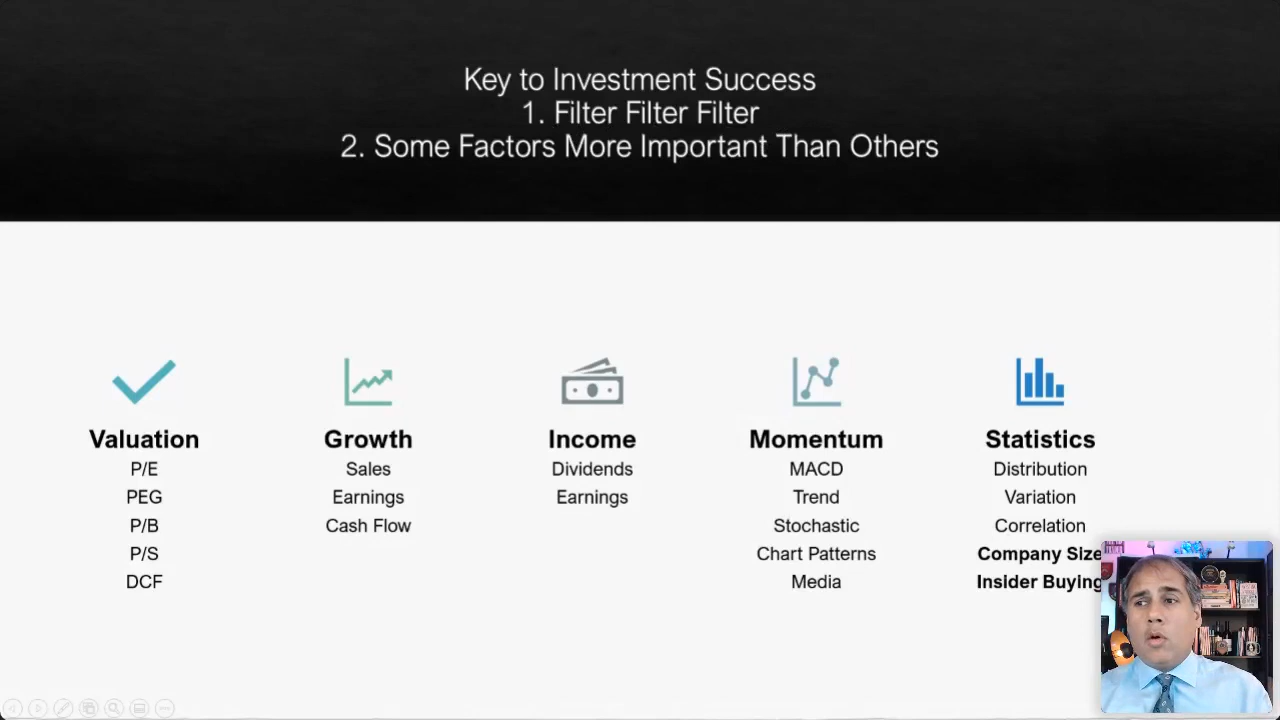 Key to Investment Success
1. Filter Filter Filter
2. Some Factors More Important Than Others
Valuation
P/E
PEG
P/B
P/S
DCF
Growth
Sales
Earnings
Cash Flow
Income
Dividends
Earnings
Momentum
MACD
Trend
Stochastic
Chart Patterns
Media
Statistics
Distribution
Variation
Correlation
Company Size
Insider Buying